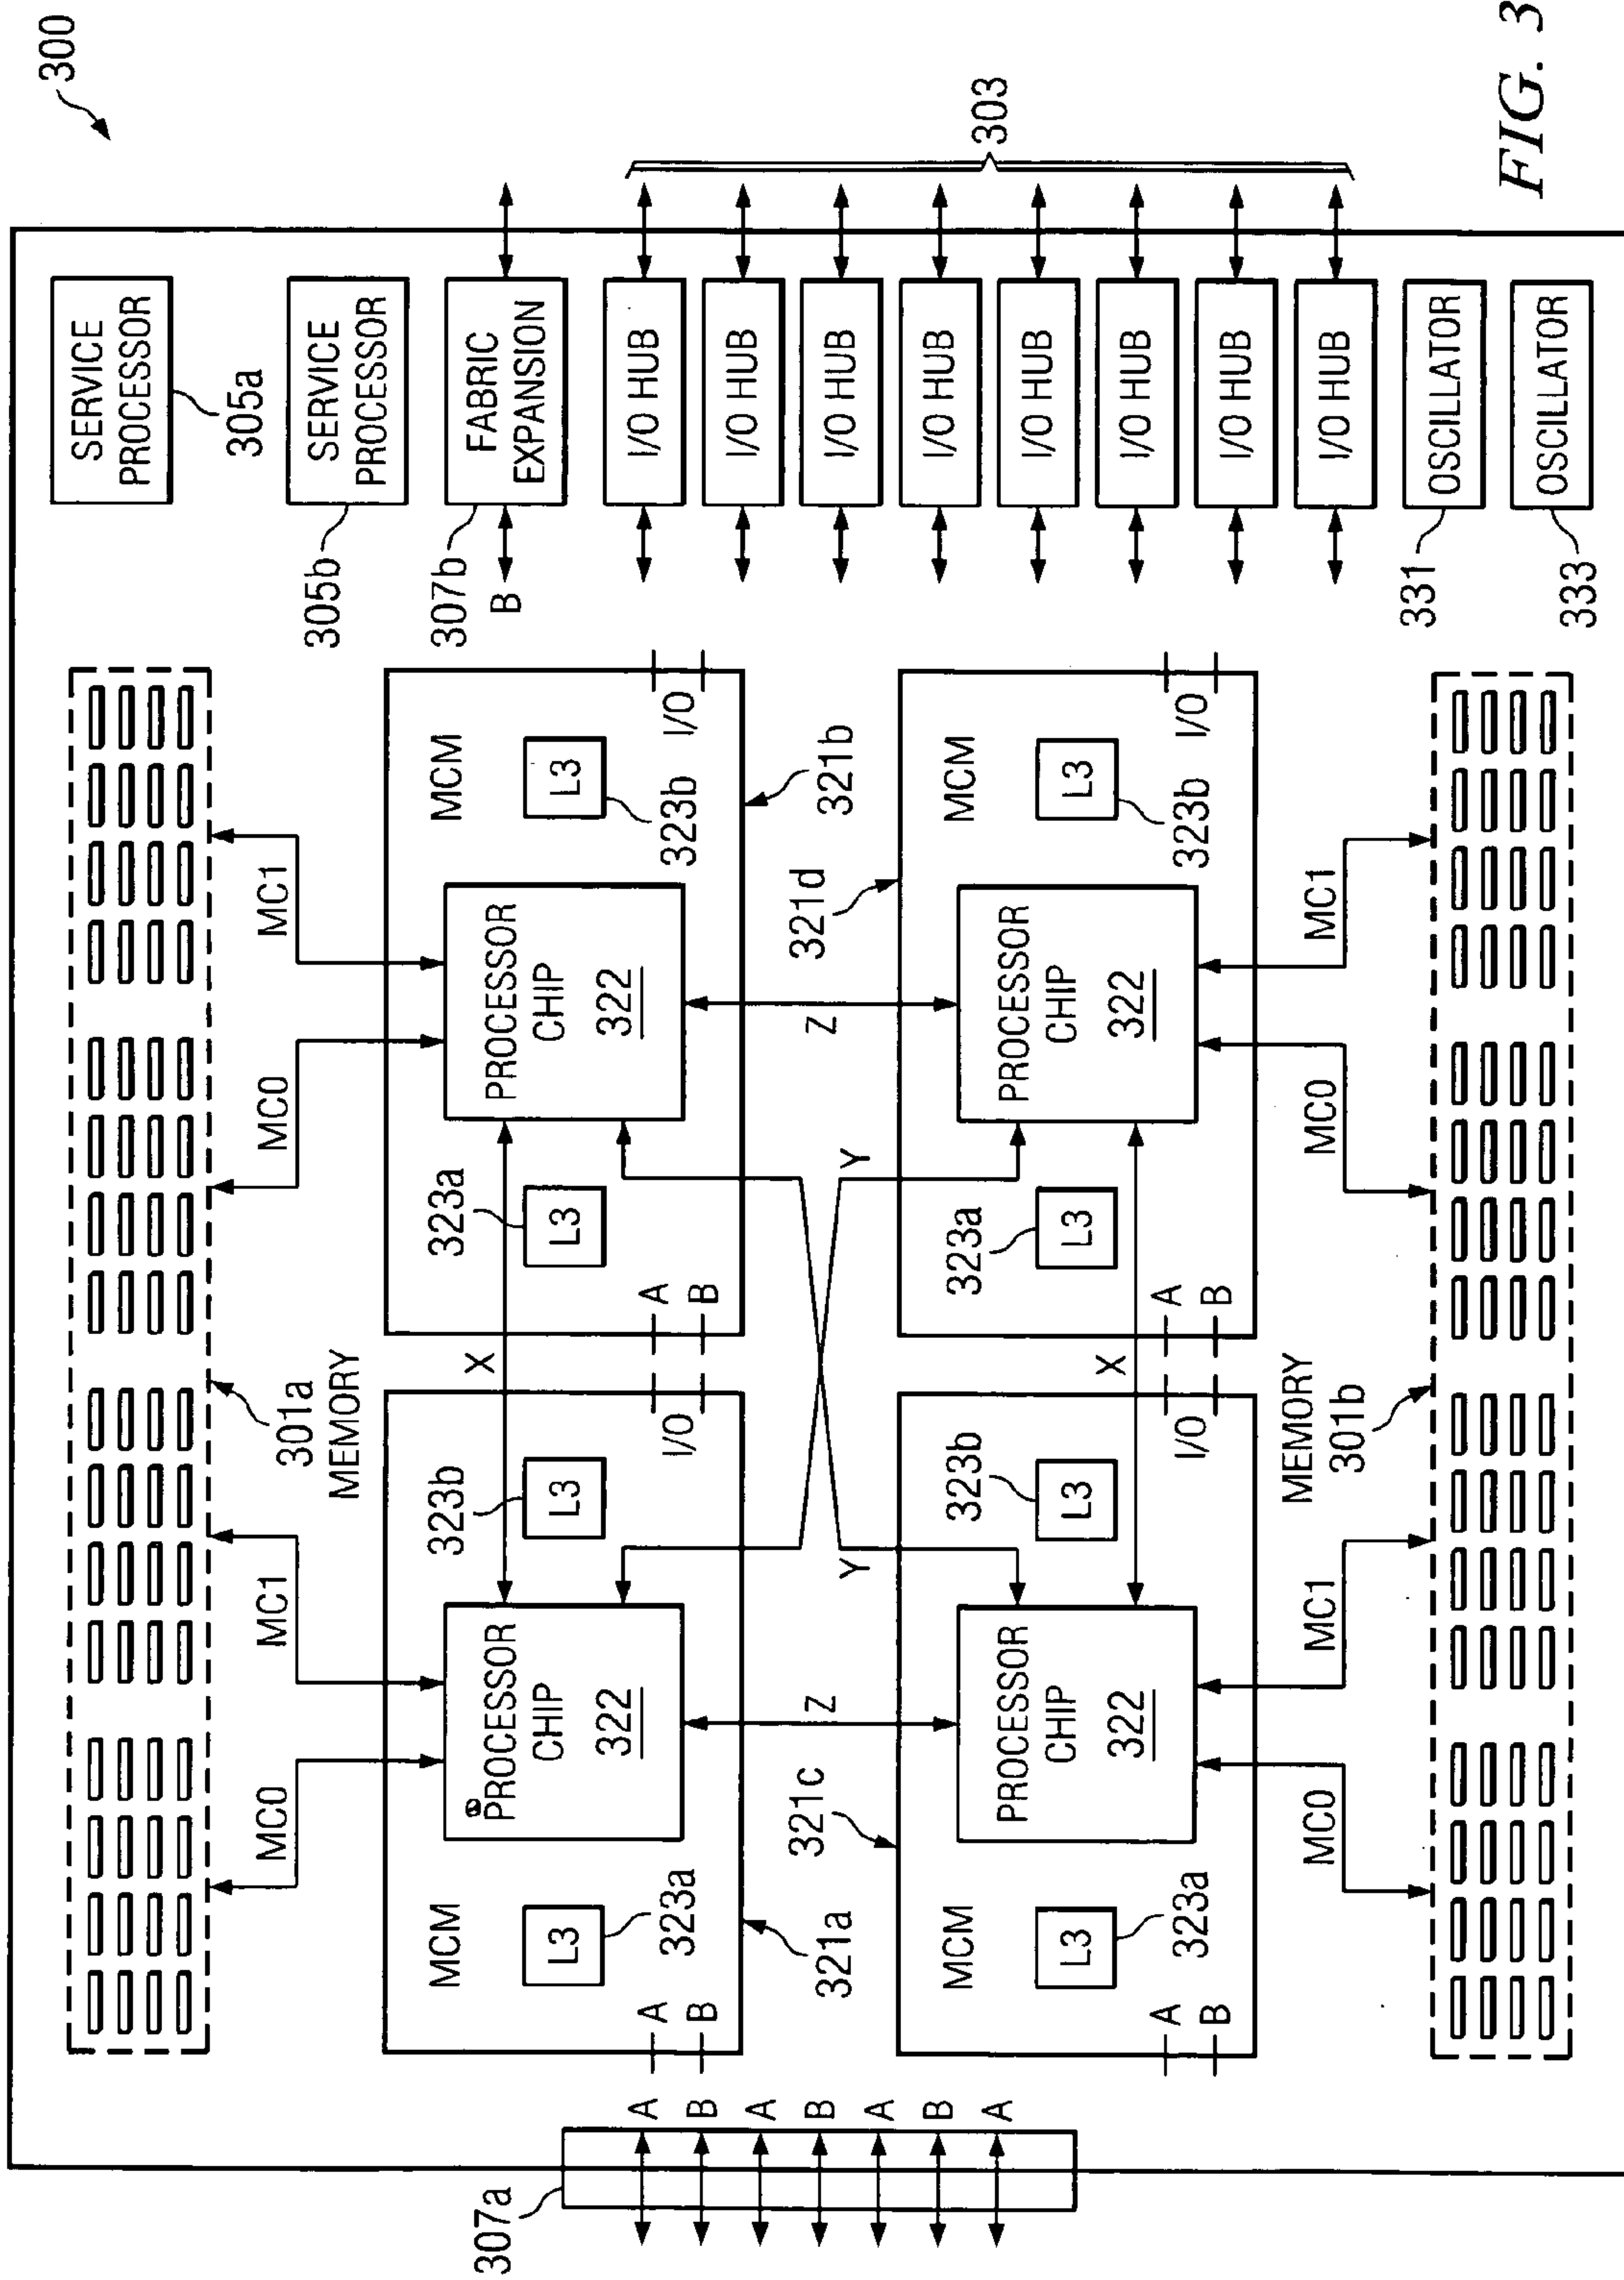 300
SERVICE
PROCESSOR
305a
SERVICE
PROCESSOR
305b
FABRIC
EXPANSION
307b
B
I/O HUB
I/O HUB
I/O HUB
I/O HUB
I/O HUB
I/O HUB
I/O HUB
I/O HUB
303
OSCILLATOR
331
OSCILLATOR
333
MC0
MC1
301a
MEMORY
MC0
MC1
MCM
L3
323a
PROCESSOR
CHIP
322
323b
L3
I/O
A
B
321a
X
MCM
323a
L3
PROCESSOR
CHIP
322
L3
323b
I/O
A
B
321b
Z
Y
Y
Z
321c
MCM
L3
323a
PROCESSOR
CHIP
322
323b
L3
I/O
A
B
X
321d
MCM
323a
L3
PROCESSOR
CHIP
322
L3
323b
I/O
A
B
MC0
MC1
MEMORY
301b
MC0
MC1
307a
A
B
A
B
A
B
A
FIG. 3